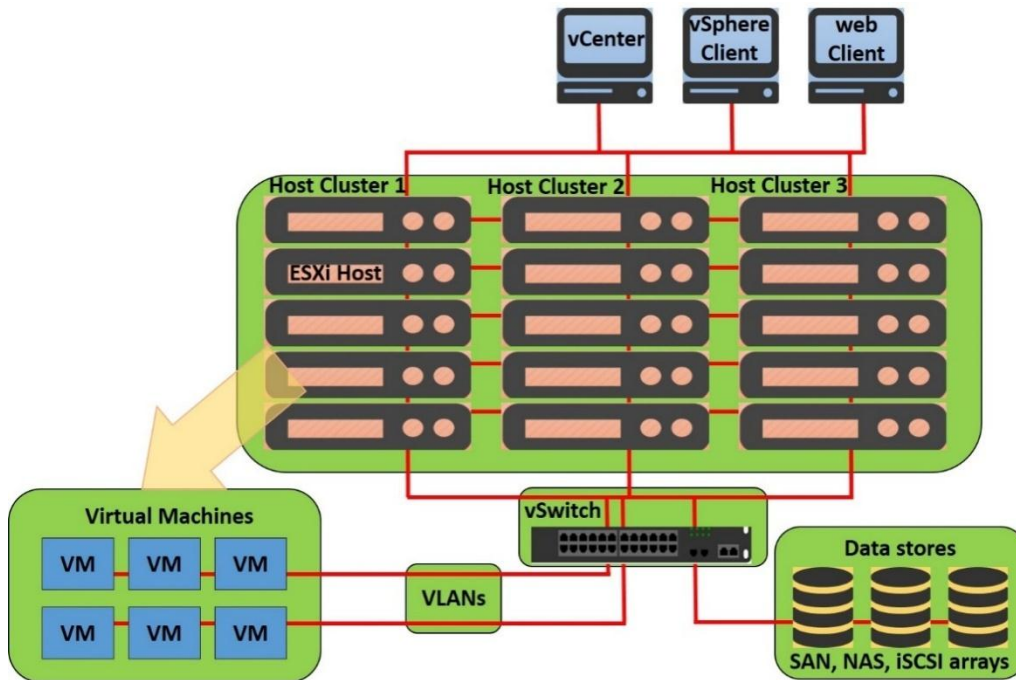 vCenter
vSphere
Client
web
Client
Host Cluster 1
Host Cluster 2
Host Cluster 3
ESXi Host
Virtual Machines
VM
VM
VM
VM
VM
VM
VLANs
vSwitch
Data stores
SAN, NAS, iSCSI arrays